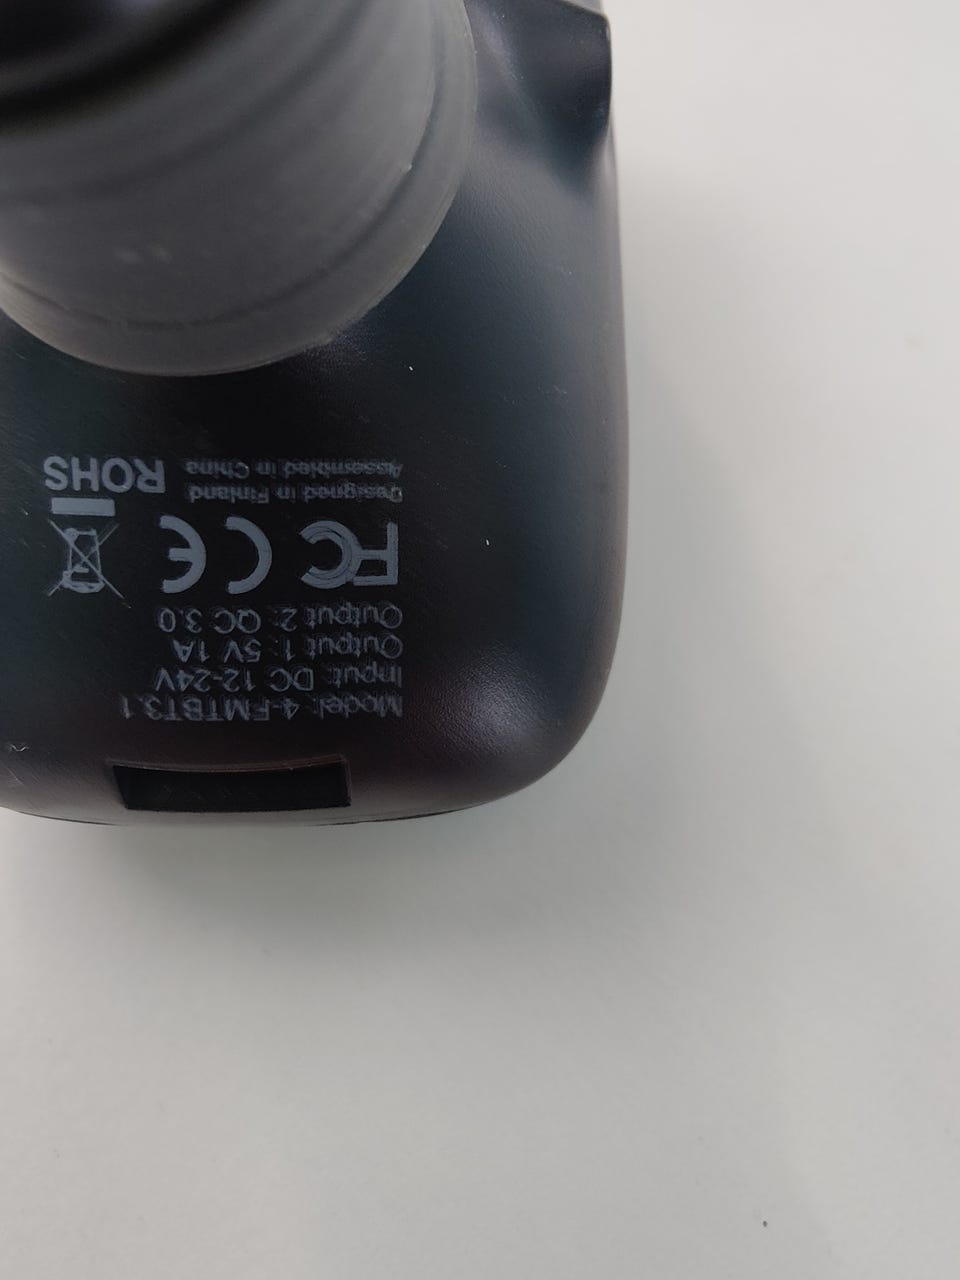 Model: 4-FMTBT3.1
Input: DC 12-24V
Output 1: 5V 1A
Output 2: QC 3.0
FC CE
Designed in Finland
Assembled in China
ROHS